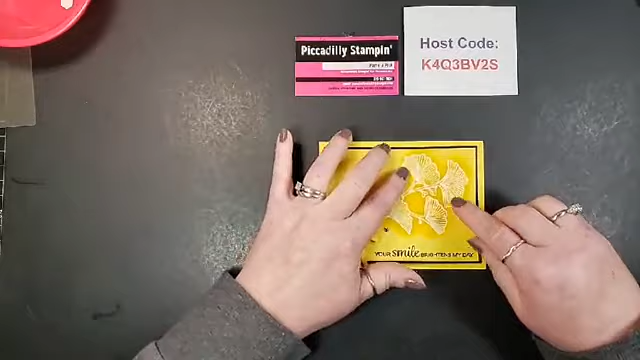 Piccadilly Stampin'
Host Code:
K4Q3BV2S
YOUR smile BRIGHTENS MY DAY